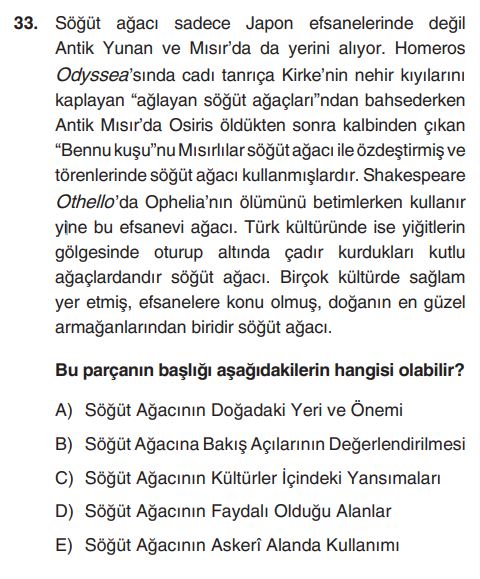 33. Söğüt ağacı sadece Japon efsanelerinde değil
Antik Yunan ve Mısır’da da yerini alıyor. Homeros
Odyssea’sında cadı tanrıça Kirke’nin nehir kıyılarını
kaplayan “ağlayan söğüt ağaçları”ndan bahsederken
Antik Mısır’da Osiris öldükten sonra kalbinden çıkan
“Bennu kuşu”nu Mısırlılar söğüt ağacı ile özdeştirmiş ve
törenlerinde söğüt ağacı kullanmışlardır. Shakespeare
Othello’da Ophelia’nın ölümünü betimlerken kullanır
yine bu efsanevi ağacı. Türk kültüründe ise yiğitlerin
gölgesinde oturup altında çadır kurdukları kutlu
ağaçlardandır söğüt ağacı. Birçok kültürde sağlam
yer etmiş, efsanelere konu olmuş, doğanın en güzel
armağanlarından biridir söğüt ağacı.
Bu parçanın başlığı aşağıdakilerin hangisi olabilir?
A) Söğüt Ağacının Doğadaki Yeri ve Önemi
B) Söğüt Ağacına Bakış Açılarının Değerlendirilmesi
C) Söğüt Ağacının Kültürler İçindeki Yansımaları
D) Söğüt Ağacının Faydalı Olduğu Alanlar
E) Söğüt Ağacının Askerî Alanda Kullanımı